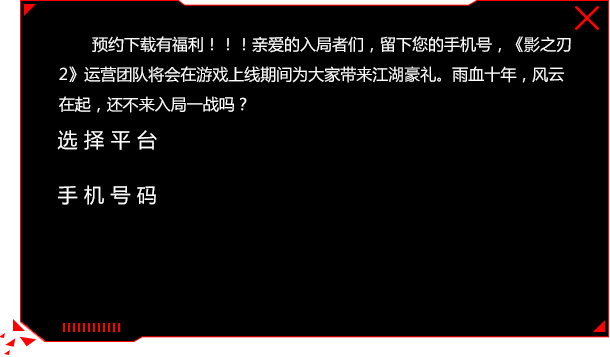 预约下载有福利！！！亲爱的入局者们，留下您的手机号，《影之刃
2》运营团队将会在游戏上线期间为大家带来江湖豪礼。雨血十年，风云
在起，还不来入局一战吗？
选择平台
手机号码